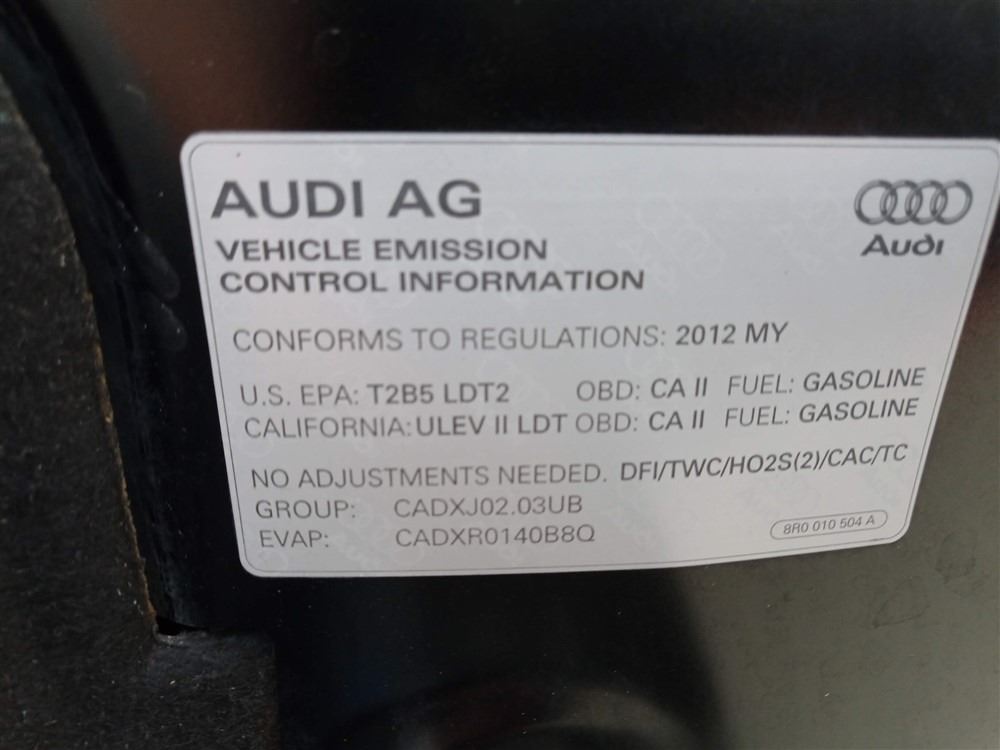 AUDI AG
Audi
VEHICLE EMISSION
CONTROL INFORMATION
CONFORMS TO REGULATIONS: 2012 MY
U.S. EPA: T2B5 LDT2 OBD: CA II FUEL: GASOLINE
CALIFORNIA: ULEV II LDT OBD: CA II FUEL: GASOLINE
NO ADJUSTMENTS NEEDED. DFI/TWC/HO2S(2)/CAC/TC
GROUP: CADXJ02.03UB
EVAP: CADXR0140B8Q
8R0 010 504 A